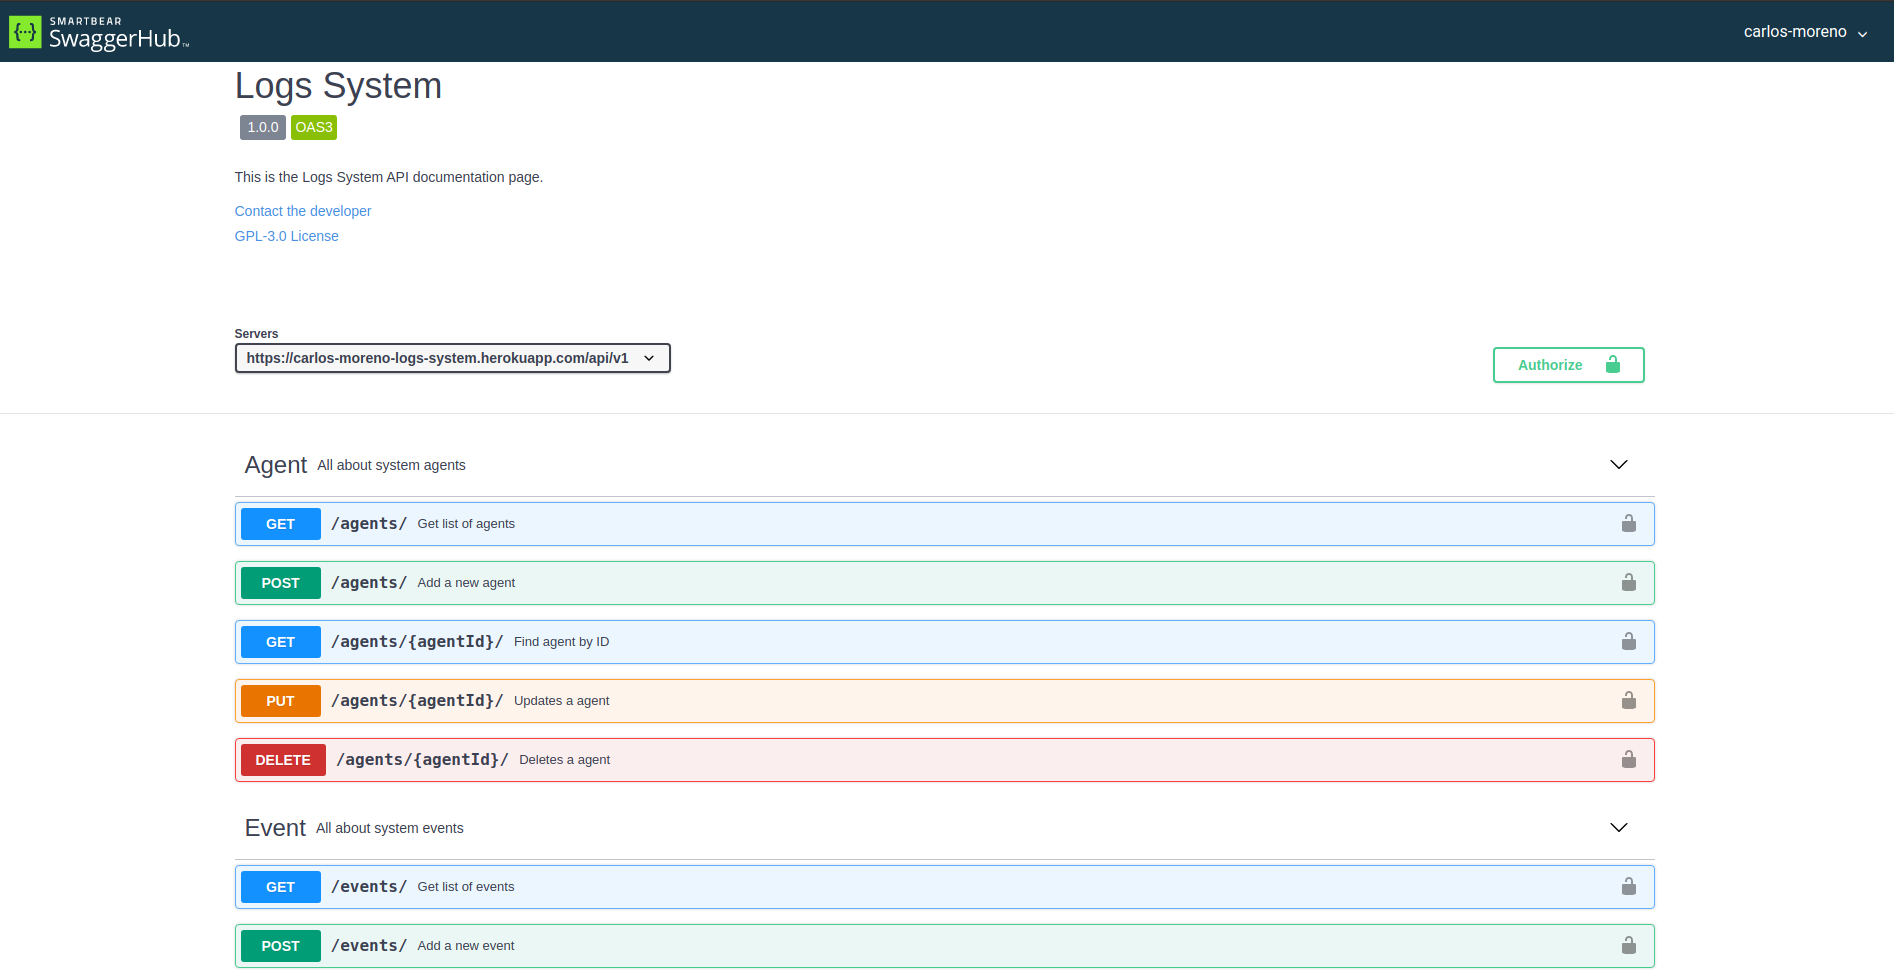 SMARTBEAR
SwaggerHub™
carlos-moreno
Logs System
1.0.0 OAS3
This is the Logs System API documentation page.
Contact the developer
GPL-3.0 License
Servers
https://carlos-moreno-logs-system.herokuapp.com/api/v1
Authorize
Agent All about system agents
GET /agents/ Get list of agents
POST /agents/ Add a new agent
GET /agents/{agentId}/ Find agent by ID
PUT /agents/{agentId}/ Updates a agent
DELETE /agents/{agentId}/ Deletes a agent
Event All about system events
GET /events/ Get list of events
POST /events/ Add a new event